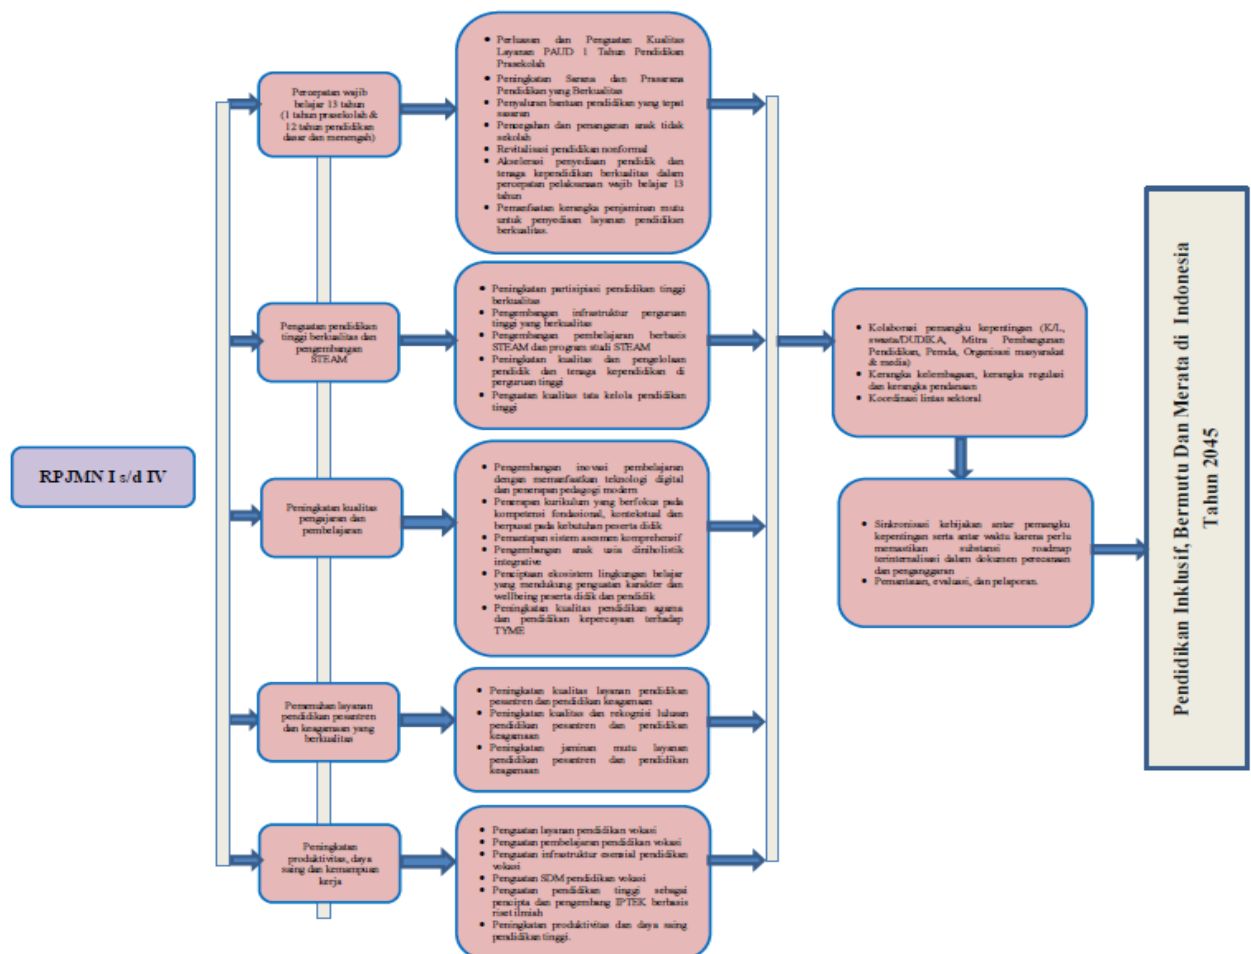 RPJMN I s/d IV
Percepatan wajib
belajar 13 tahun
(1 tahun prasekolah &
12 tahun pendidikan
dasar dan menengah)
• Perluasan dan Penguatan Kualitas
Layanan PAUD 1 Tahun Pendidikan
Prasekolah
• Peningkatan Sarana dan Prasarana
Pendidikan yang Berkualitas
• Penyaluran bantuan pendidikan yang tepat
sasaran
• Pencegahan dan penanganan anak tidak
sekolah
• Revitalisasi pendidikan nonformal
• Akselerasi penyediaan pendidik dan
tenaga kependidikan berkualitas dalam
percepatan pelaksanaan wajib belajar 13
tahun
• Pemanfaatan kerangka penjaminan mutu
untuk penyediaan layanan pendidikan
berkualitas.
Penguatan pendidikan
tinggi berkualitas dan
pengembangan
STEAM
• Peningkatan partisipiasi pendidikan tinggi
berkualitas
• Pengembangan infrastruktur perguruan
tinggi yang berkualitas
• Pengembangan pembelajaran berbasis
STEAM dan program studi STEAM
• Peningkatan kualitas dan pengelolaan
pendidik dan tenaga kependidikan di
perguruan tinggi
• Penguatan kualitas tata kelola pendidikan
tinggi
Peningkatan kualitas
pengajaran dan
pembelajaran
• Pengembangan inovasi pembelajaran
dengan memanfaatkan teknologi digital
dan penerapan pedagogi modern
• Penerapan kurikulum yang berfokus pada
kompetensi fondasional, kontekstual dan
berpusat pada kebutuhan peserta didik
• Pemantapan sistem asesmen komprehensif
• Pengembangan anak usia diniholistik
integrative
• Penciptaan ekosistem lingkungan belajar
yang mendukung penguatan karakter dan
wellbeing peserta didik dan pendidik
• Peningkatan kualitas pendidikan agama
dan pendidikan kepercayaan terhadap
TYME
Pemenuhan layanan
pendidikan pesantren
dan keagamaan yang
berkualitas
• Peningkatan kualitas layanan pendidikan
pesantren dan pendidikan keagamaan
• Peningkatan kualitas dan rekognisi lulusan
pendidikan pesantren dan pendidikan
keagamaan
• Peningkatan jaminan mutu layanan
pendidikan pesantren dan pendidikan
keagamaan
Peningkatan
produktivitas, daya
saing dan kemampuan
kerja
• Penguatan layanan pendidikan vokasi
• Penguatan pembelajaran pendidikan vokasi
• Penguatan infrastruktur esensial pendidikan
vokasi
• Penguatan SDM pendidikan vokasi
• Penguatan pendidikan tinggi sebagai
pencipta dan pengembang IPTEK berbasis
riset ilmiah
• Peningkatan produktivitas dan daya saing
pendidikan tinggi.
• Kolaborasi pemangku kepentingan (K/L,
swasta/DUDIKA, Mitra Pembangunan
Pendidikan, Pemda, Organisasi masyarakat
& media)
• Kerangka kelembagaan, kerangka regulasi
dan kerangka pendanaan
• Koordinasi lintas sektoral
• Sinkronisasi kebijakan antar pemangku
kepentingan serta antar waktu karena perlu
memastikan substansi roadmap
terinternalisasi dalam dokumen perecanaan
dan penganggaran
• Pemantauan, evaluasi, dan pelaporan.
Pendidikan Inklusif, Bermutu Dan Merata di Indonesia
Tahun 2045